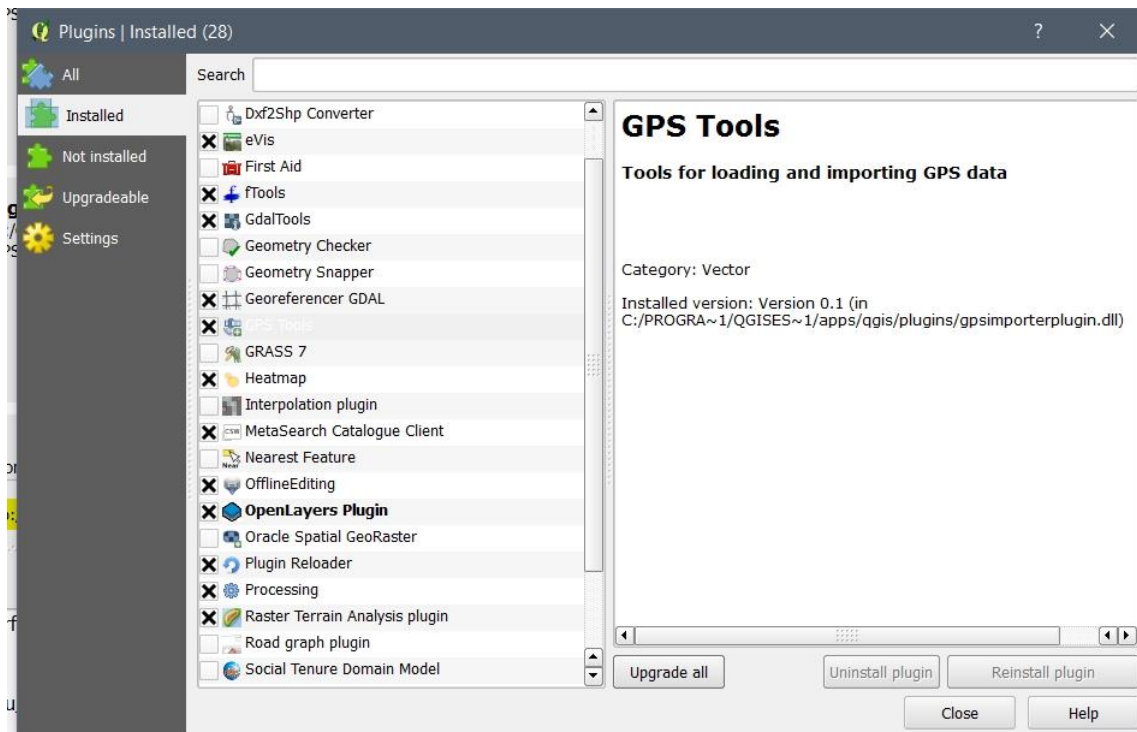 Plugins | Installed (28)
?
All
Installed
Not installed
Upgradeable
Settings
Search
Dxf2Shp Converter
eVis
First Aid
fTools
GdalTools
Geometry Checker
Geometry Snapper
Georeferencer GDAL
GPS Tools
GRASS 7
Heatmap
Interpolation plugin
MetaSearch Catalogue Client
Nearest Feature
OfflineEditing
OpenLayers Plugin
Oracle Spatial GeoRaster
Plugin Reloader
Processing
Raster Terrain Analysis plugin
Road graph plugin
Social Tenure Domain Model
GPS Tools
Tools for loading and importing GPS data
Category: Vector
Installed version: Version 0.1 (in
C:/PROGRA~1/QGISES~1/apps/qgis/plugins/gpsimporterplugin.dll)
Upgrade all
Uninstall plugin
Reinstall plugin
Close
Help